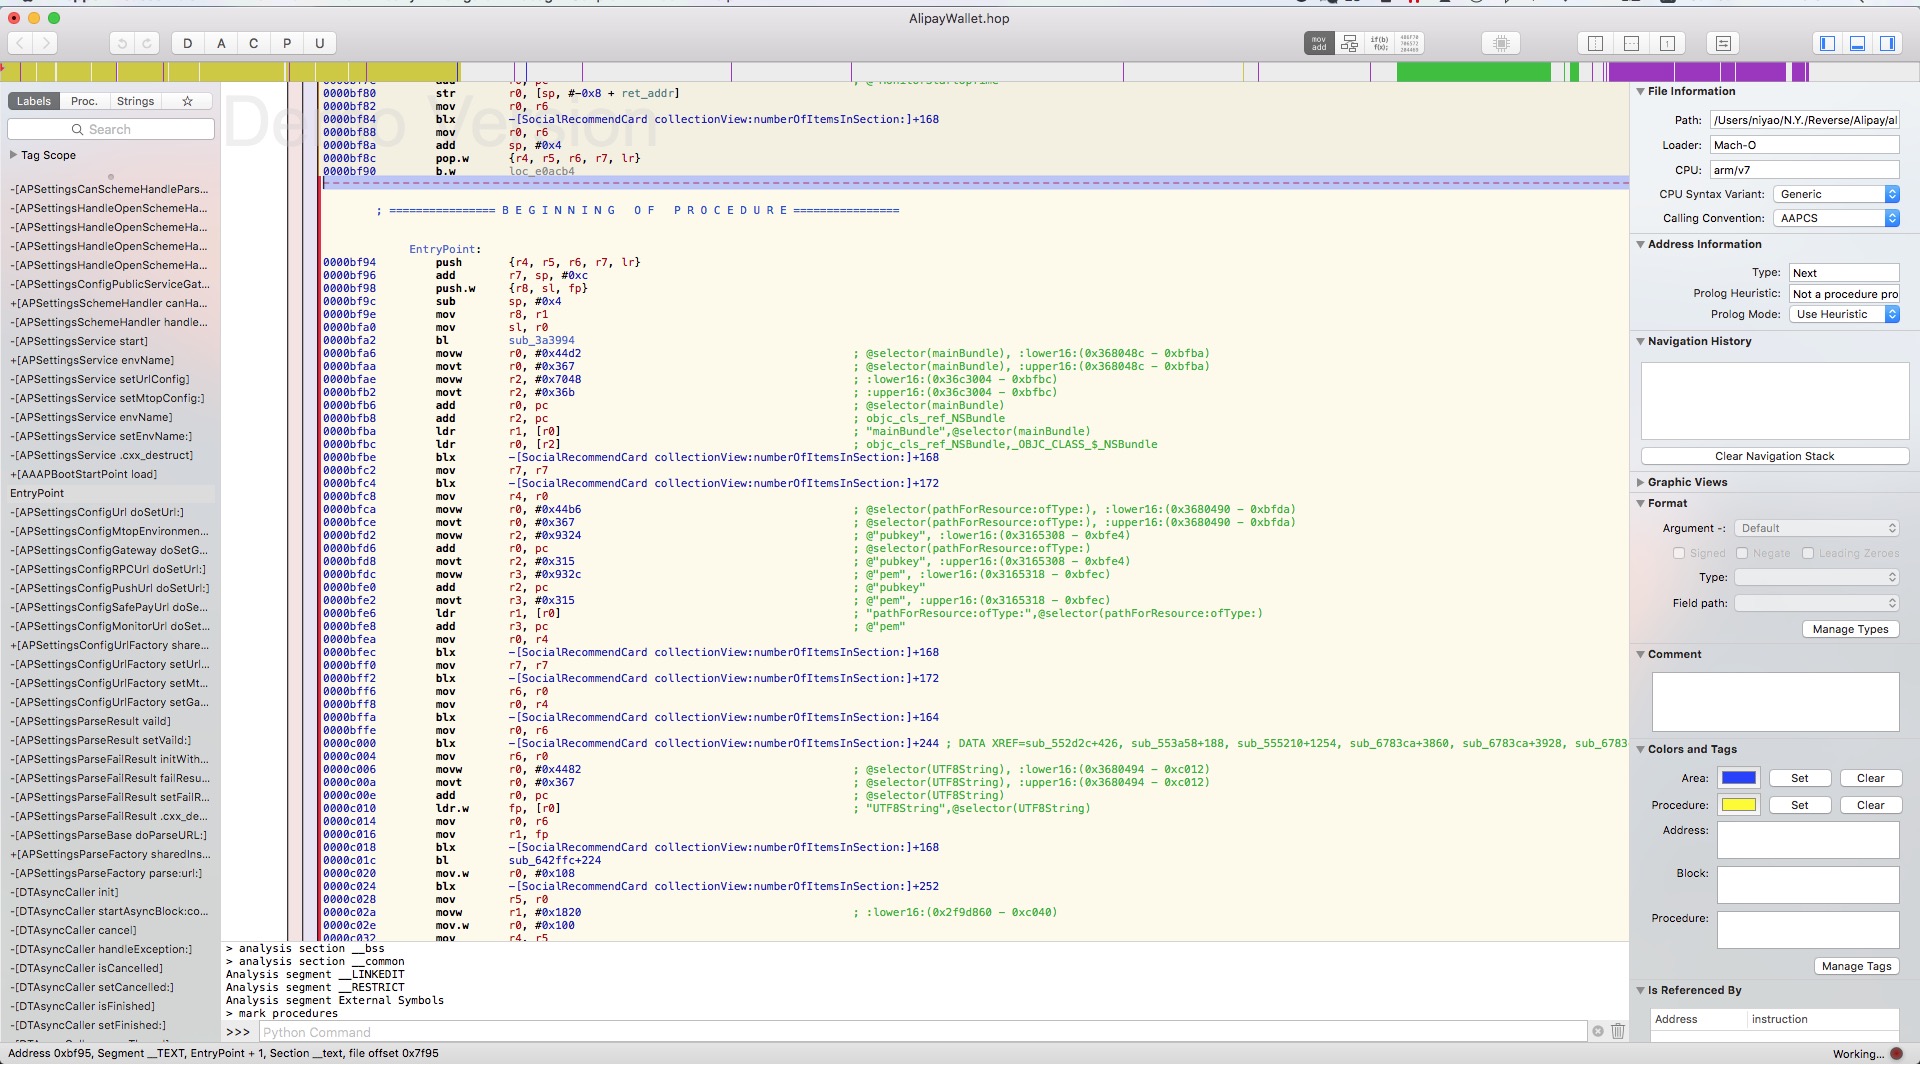 AlipayWallet.hop
D A C P U
mov add
if(b) f(x);
Labels Proc. Strings ☆
Search
Tag Scope
-[APSettingsCanSchemeHandlePars...
-[APSettingsHandleOpenSchemeHa...
-[APSettingsHandleOpenSchemeHa...
-[APSettingsHandleOpenSchemeHa...
-[APSettingsHandleOpenSchemeHa...
-[APSettingsConfigPublicServiceGat...
+[APSettingsSchemeHandler canHa...
-[APSettingsSchemeHandler handle...
-[APSettingsService start]
+[APSettingsService envName]
-[APSettingsService setUrlConfig]
-[APSettingsService setMtopConfig:]
-[APSettingsService envName]
-[APSettingsService setEnvName:]
-[APSettingsService .cxx_destruct]
+[AAAPBootStartPoint load]
EntryPoint
-[APSettingsConfigUrl doSetUrl:]
-[APSettingsConfigMtopEnvironmen...
-[APSettingsConfigGateway doSetG...
-[APSettingsConfigRPCUrl doSetUrl:]
-[APSettingsConfigPushUrl doSetUrl:]
-[APSettingsConfigSafePayUrl doSe...
-[APSettingsConfigMonitorUrl doSet...
+[APSettingsConfigUrlFactory share...
-[APSettingsConfigUrlFactory setUrl...
-[APSettingsConfigUrlFactory setMt...
-[APSettingsConfigUrlFactory setGa...
-[APSettingsParseResult vaild]
-[APSettingsParseResult setVaild:]
-[APSettingsParseFailResult initWith...
-[APSettingsParseFailResult failResu...
-[APSettingsParseFailResult setFailR...
-[APSettingsParseFailResult .cxx_de...
-[APSettingsParseBase doParseURL:]
+[APSettingsParseFactory sharedIns...
-[APSettingsParseFactory parse:url:]
-[DTAsyncCaller init]
-[DTAsyncCaller startAsyncBlock:co...
-[DTAsyncCaller cancel]
-[DTAsyncCaller handleException:]
-[DTAsyncCaller isCancelled]
-[DTAsyncCaller setCancelled:]
-[DTAsyncCaller isFinished]
-[DTAsyncCaller setFinished:]
Demo Version
0000bf80 str r0, [sp, #-0x8 + ret_addr]
0000bf82 mov r0, r6
0000bf84 blx -[SocialRecommendCard collectionView:numberOfItemsInSection:]+168
0000bf88 mov r0, r6
0000bf8a add sp, #0x4
0000bf8c pop.w {r4, r5, r6, r7, lr}
0000bf90 b.w loc_e0acb4
; ================ B E G I N N I N G   O F   P R O C E D U R E ================
EntryPoint:
0000bf94 push {r4, r5, r6, r7, lr}
0000bf96 add r7, sp, #0xc
0000bf98 push.w {r8, sl, fp}
0000bf9c sub sp, #0x4
0000bf9e mov r8, r1
0000bfa0 mov sl, r0
0000bfa2 bl sub_3a3994
0000bfa6 movw r0, #0x44d2 ; @selector(mainBundle), :lower16:(0x368048c - 0xbfba)
0000bfaa movt r0, #0x367 ; @selector(mainBundle), :upper16:(0x368048c - 0xbfba)
0000bfae movw r2, #0x7048 ; :lower16:(0x36c3004 - 0xbfbc)
0000bfb2 movt r2, #0x36b ; :upper16:(0x36c3004 - 0xbfbc)
0000bfb6 add r0, pc ; @selector(mainBundle)
0000bfb8 add r2, pc ; objc_cls_ref_NSBundle
0000bfba ldr r1, [r0] ; "mainBundle",@selector(mainBundle)
0000bfbc ldr r0, [r2] ; objc_cls_ref_NSBundle,_OBJC_CLASS_$_NSBundle
0000bfbe blx -[SocialRecommendCard collectionView:numberOfItemsInSection:]+168
0000bfc2 mov r7, r7
0000bfc4 blx -[SocialRecommendCard collectionView:numberOfItemsInSection:]+172
0000bfc8 mov r4, r0
0000bfca movw r0, #0x44b6 ; @selector(pathForResource:ofType:), :lower16:(0x3680490 - 0xbfda)
0000bfce movt r0, #0x367 ; @selector(pathForResource:ofType:), :upper16:(0x3680490 - 0xbfda)
0000bfd2 movw r2, #0x9324 ; @"pubkey", :lower16:(0x3165308 - 0xbfe4)
0000bfd6 add r0, pc ; @selector(pathForResource:ofType:)
0000bfd8 movt r2, #0x315 ; @"pubkey", :upper16:(0x3165308 - 0xbfe4)
0000bfdc movw r3, #0x932c ; @"pem", :lower16:(0x3165318 - 0xbfec)
0000bfe0 add r2, pc ; @"pubkey"
0000bfe2 movt r3, #0x315 ; @"pem", :upper16:(0x3165318 - 0xbfec)
0000bfe6 ldr r1, [r0] ; "pathForResource:ofType:",@selector(pathForResource:ofType:)
0000bfe8 add r3, pc ; @"pem"
0000bfea mov r0, r4
0000bfec blx -[SocialRecommendCard collectionView:numberOfItemsInSection:]+168
0000bff0 mov r7, r7
0000bff2 blx -[SocialRecommendCard collectionView:numberOfItemsInSection:]+172
0000bff6 mov r6, r0
0000bff8 mov r0, r4
0000bffa blx -[SocialRecommendCard collectionView:numberOfItemsInSection:]+164
0000bffe mov r0, r6
0000c000 blx -[SocialRecommendCard collectionView:numberOfItemsInSection:]+244 ; DATA XREF=sub_552d2c+426, sub_553a58+188, sub_555210+1254, sub_6783ca+3860, sub_6783ca+3928, sub_6783
0000c004 mov r6, r0
0000c006 movw r0, #0x4482 ; @selector(UTF8String), :lower16:(0x3680494 - 0xc012)
0000c00a movt r0, #0x367 ; @selector(UTF8String), :upper16:(0x3680494 - 0xc012)
0000c00e add r0, pc ; @selector(UTF8String)
0000c010 ldr.w fp, [r0] ; "UTF8String",@selector(UTF8String)
0000c014 mov r0, r6
0000c016 mov r1, fp
0000c018 blx -[SocialRecommendCard collectionView:numberOfItemsInSection:]+168
0000c01c bl sub_642ffc+224
0000c020 mov.w r0, #0x108
0000c024 blx -[SocialRecommendCard collectionView:numberOfItemsInSection:]+252
0000c028 mov r5, r0
0000c02a movw r1, #0x1820 ; :lower16:(0x2f9d860 - 0xc040)
0000c02e mov.w r0, #0x100
0000c032 mov r4, r5
> analysis section __bss
> analysis section __common
Analysis segment __LINKEDIT
Analysis segment __RESTRICT
Analysis segment External Symbols
> mark procedures
>>> Python Command
File Information
Path: /Users/niyao/N.Y./Reverse/Alipay/al
Loader: Mach-O
CPU: arm/v7
CPU Syntax Variant: Generic
Calling Convention: AAPCS
Address Information
Type: Next
Prolog Heuristic: Not a procedure pro
Prolog Mode: Use Heuristic
Navigation History
Clear Navigation Stack
Graphic Views
Format
Argument -: Default
Signed Negate Leading Zeroes
Type:
Field path:
Manage Types
Comment
Colors and Tags
Area: Set Clear
Procedure: Set Clear
Address:
Block:
Procedure:
Manage Tags
Is Referenced By
Address instruction
Address 0xbf95, Segment __TEXT, EntryPoint + 1, Section __text, file offset 0x7f95
Working...